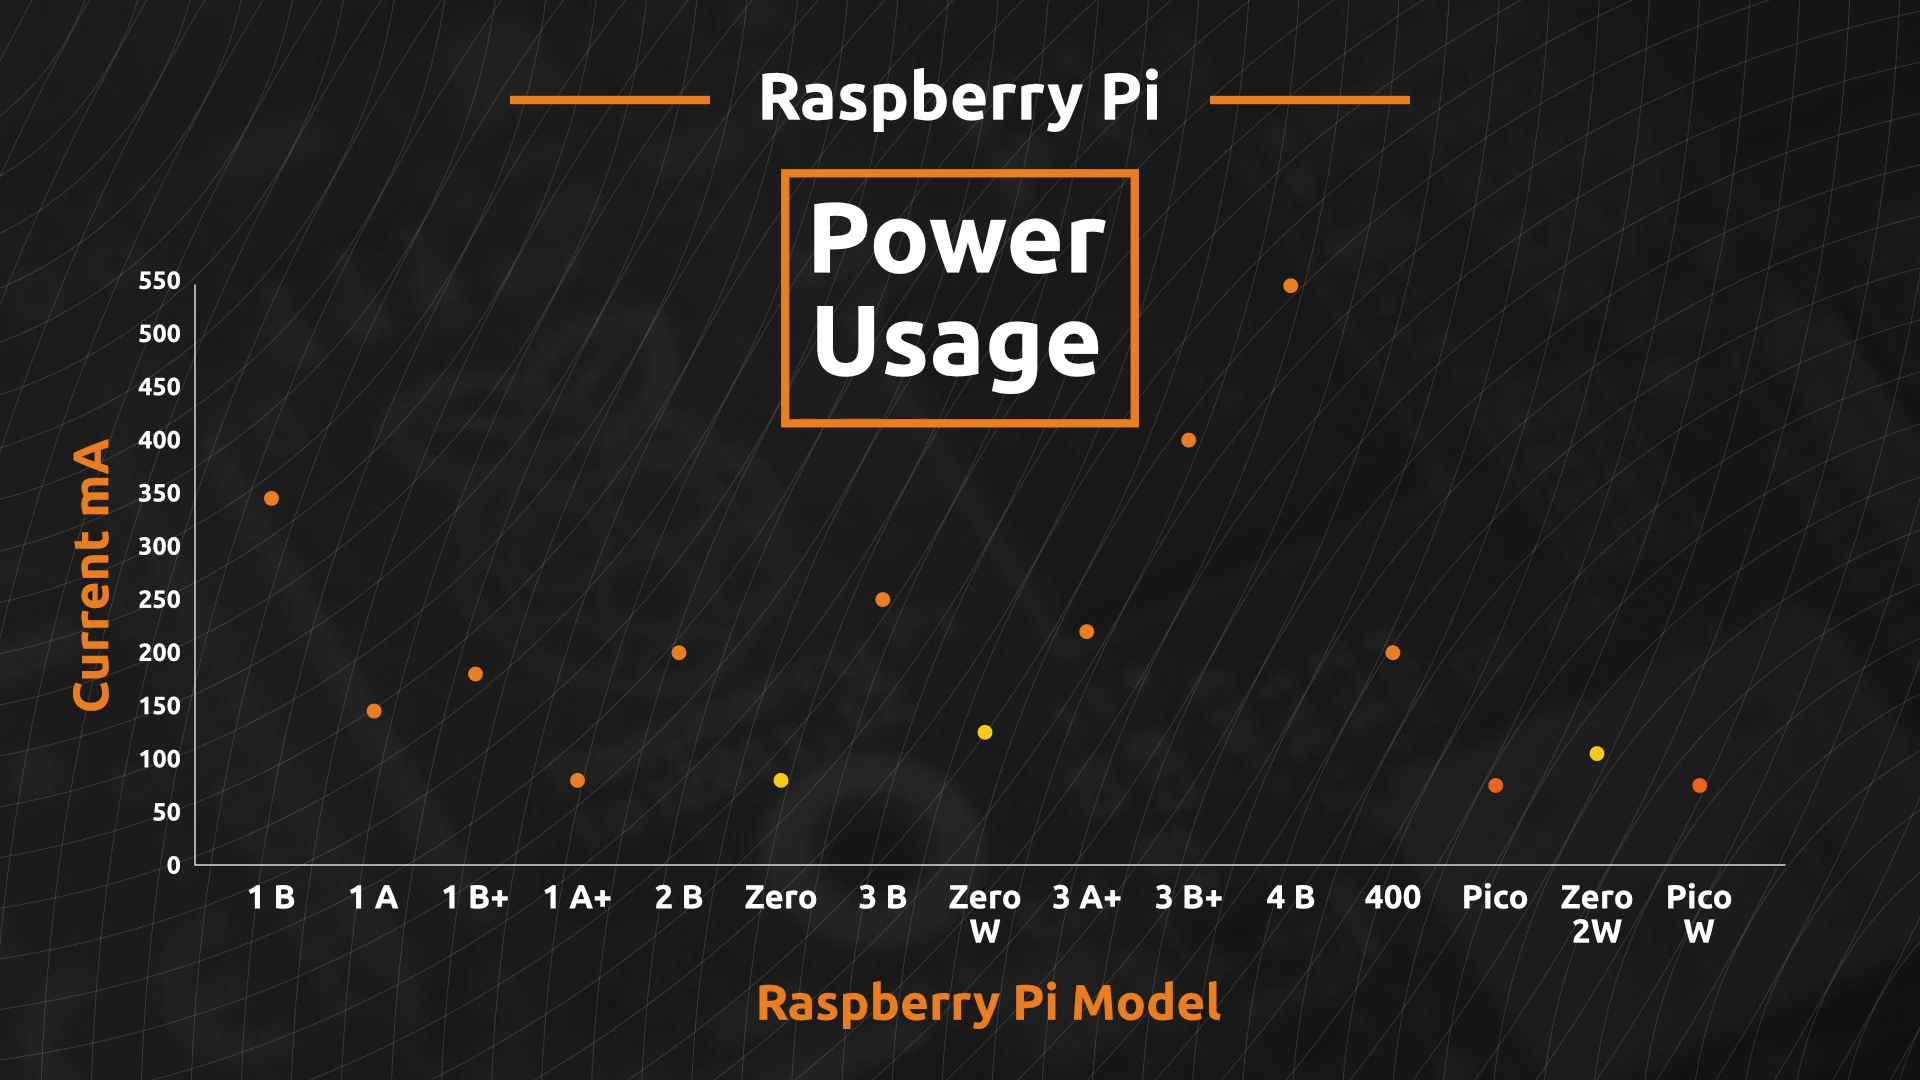 Raspberry Pi
Power
Usage
Current mA
550
500
450
400
350
300
250
200
150
100
50
0
1 B
1 A
1 B+
1 A+
2 B
Zero
3 B
Zero W
3 A+
3 B+
4 B
400
Pico
Zero 2W
Pico W
Raspberry Pi Model